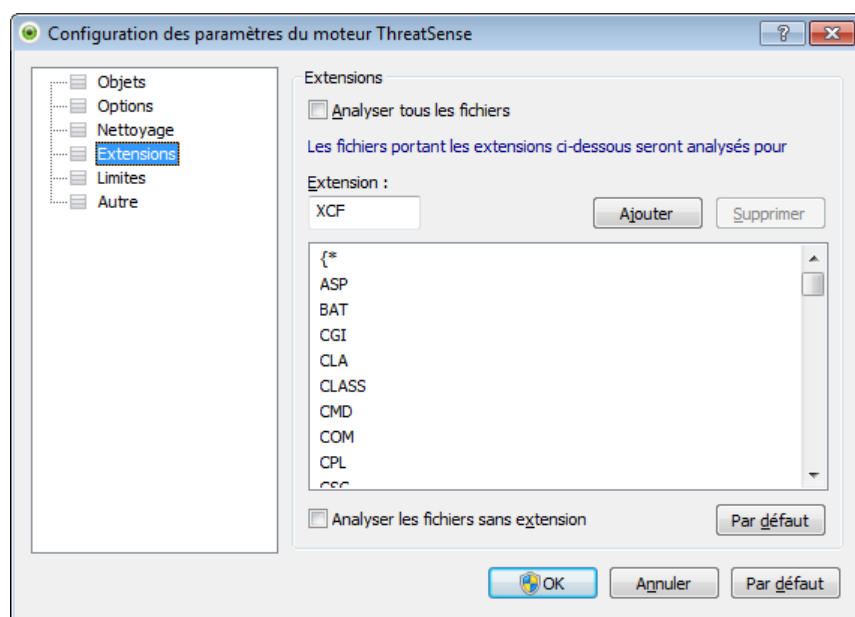 Configuration des paramètres du moteur ThreatSense
Objets
Options
Nettoyage
Extensions
Limites
Autre
Extensions
Analyser tous les fichiers
Les fichiers portant les extensions ci-dessous seront analysés pour
Extension :
XCF
Ajouter
Supprimer
{*
ASP
BAT
CGI
CLA
CLASS
CMD
COM
CPL
Analyser les fichiers sans extension
Par défaut
OK
Annuler
Par défaut